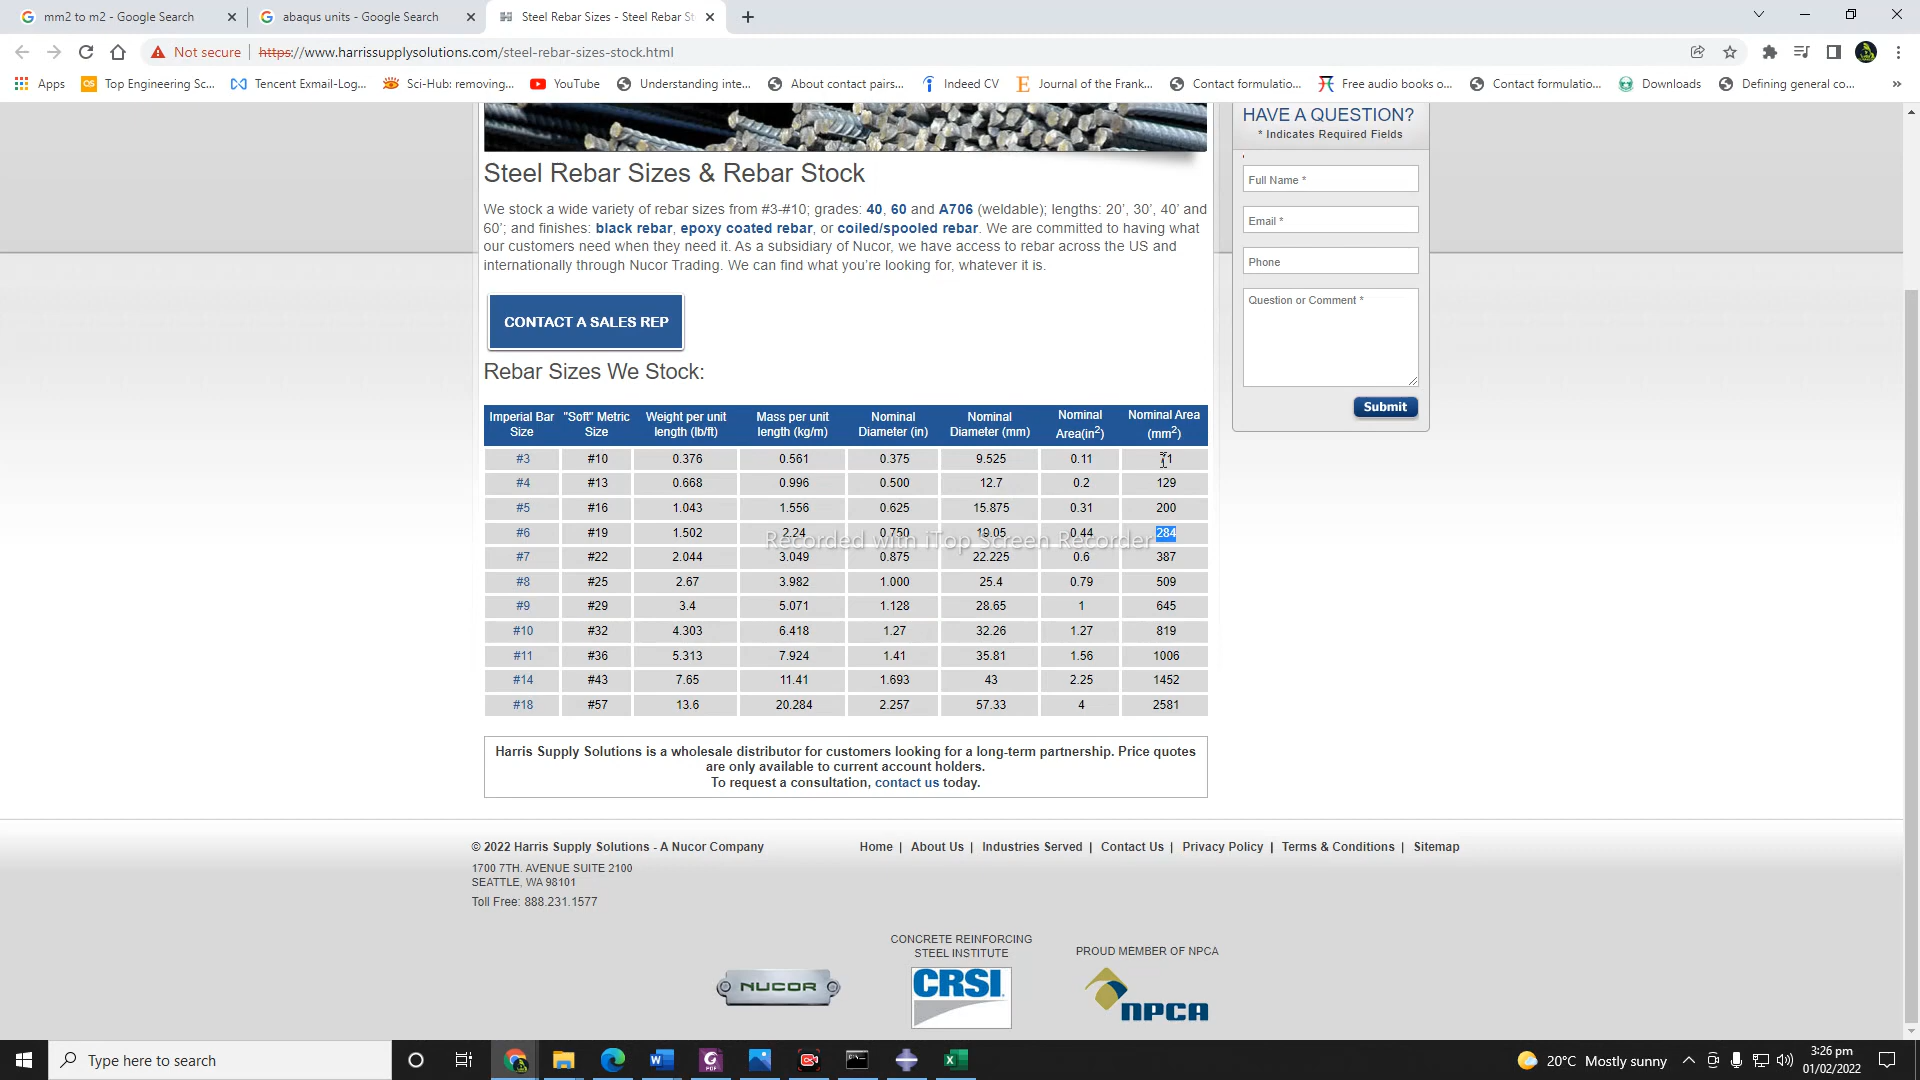 mm2 to m2 - Google Search
abaqus units - Google Search
Steel Rebar Sizes - Steel Rebar St
Not secure
https://www.harrissupplysolutions.com/steel-rebar-sizes-stock.html
Apps
Top Engineering Sc...
Tencent Exmail-Log...
Sci-Hub: removing...
YouTube
Understanding inte...
About contact pairs...
Indeed CV
Journal of the Frank...
Contact formulatio...
Free audio books o...
Contact formulatio...
Downloads
Defining general co...
HAVE A QUESTION?
* Indicates Required Fields
Full Name *
Email *
Phone
Question or Comment *
Submit
Steel Rebar Sizes & Rebar Stock
We stock a wide variety of rebar sizes from #3-#10; grades: 40, 60 and A706 (weldable); lengths: 20', 30', 40' and
60'; and finishes: black rebar, epoxy coated rebar, or coiled/spooled rebar. We are committed to having what
our customers need when they need it. As a subsidiary of Nucor, we have access to rebar across the US and
internationally through Nucor Trading. We can find what you're looking for, whatever it is.
CONTACT A SALES REP
Rebar Sizes We Stock:
Imperial Bar Size "Soft" Metric Size Weight per unit length (lb/ft) Mass per unit length (kg/m) Nominal Diameter (in) Nominal Diameter (mm) Nominal Area(in2) Nominal Area (mm2)
#3 #10 0.376 0.561 0.375 9.525 0.11
#4 #13 0.668 0.996 0.500 12.7 0.2 129
#5 #16 1.043 1.556 0.625 15.875 0.31 200
#6 #19 1.502 2.24 0.750 19.05 0.44 284
Recorded with iTop Screen Recorder
#7 #22 2.044 3.049 0.875 22.225 0.6 387
#8 #25 2.67 3.982 1.000 25.4 0.79 509
#9 #29 3.4 5.071 1.128 28.65 1 645
#10 #32 4.303 6.418 1.27 32.26 1.27 819
#11 #36 5.313 7.924 1.41 35.81 1.56 1006
#14 #43 7.65 11.41 1.693 43 2.25 1452
#18 #57 13.6 20.284 2.257 57.33 4 2581
Harris Supply Solutions is a wholesale distributor for customers looking for a long-term partnership. Price quotes
are only available to current account holders.
To request a consultation, contact us today.
© 2022 Harris Supply Solutions - A Nucor Company
1700 7TH. AVENUE SUITE 2100
SEATTLE, WA 98101
Toll Free: 888.231.1577
Home | About Us | Industries Served | Contact Us | Privacy Policy | Terms & Conditions | Sitemap
NUCOR
CONCRETE REINFORCING
STEEL INSTITUTE
CRSI
PROUD MEMBER OF NPCA
NPCA
Type here to search
20°C Mostly sunny
3:26 pm
01/02/2022